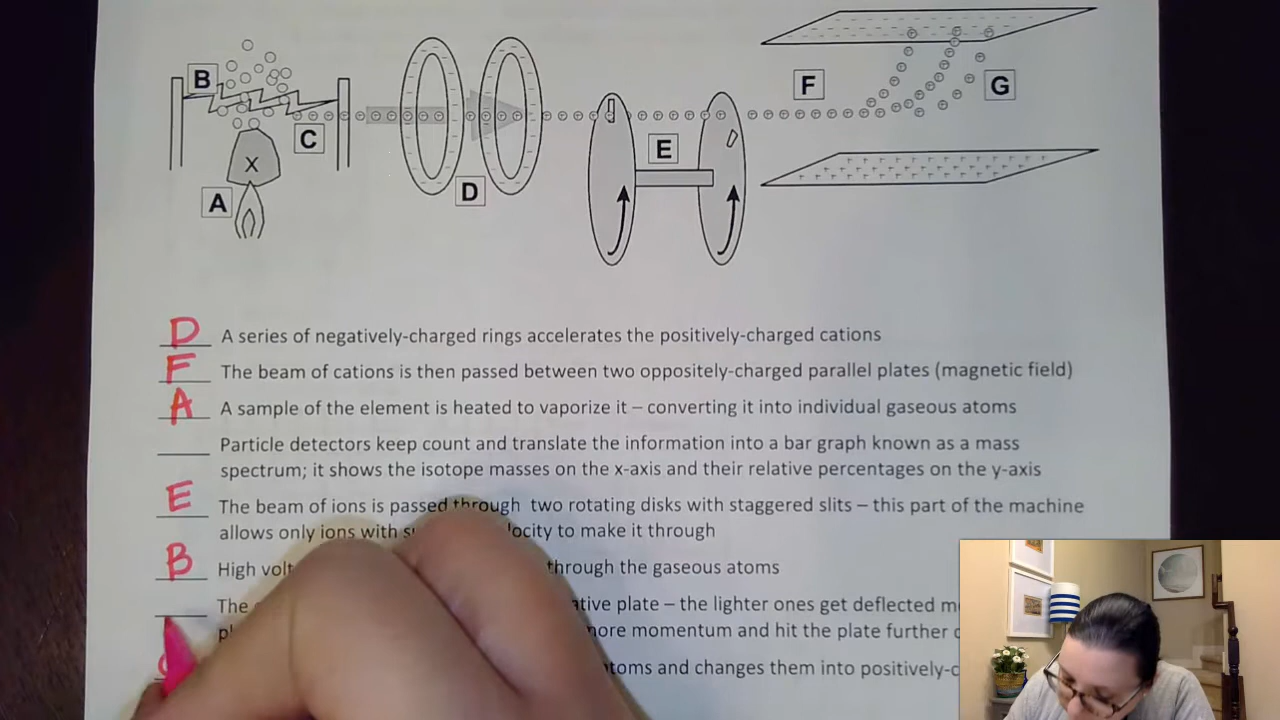 B
F
G
C
E
X
D
A
D A series of negatively-charged rings accelerates the positively-charged cations
F The beam of cations is then passed between two oppositely-charged parallel plates (magnetic field)
A A sample of the element is heated to vaporize it – converting it into individual gaseous atoms
Particle detectors keep count and translate the information into a bar graph known as a mass
spectrum; it shows the isotope masses on the x-axis and their relative percentages on the y-axis
E The beam of ions is passed through two rotating disks with staggered slits – this part of the machine
allows only ions with to make it through
B High through the gaseous atoms
The plate – the lighter ones get deflected
more momentum and hit the plate further
and changes them into